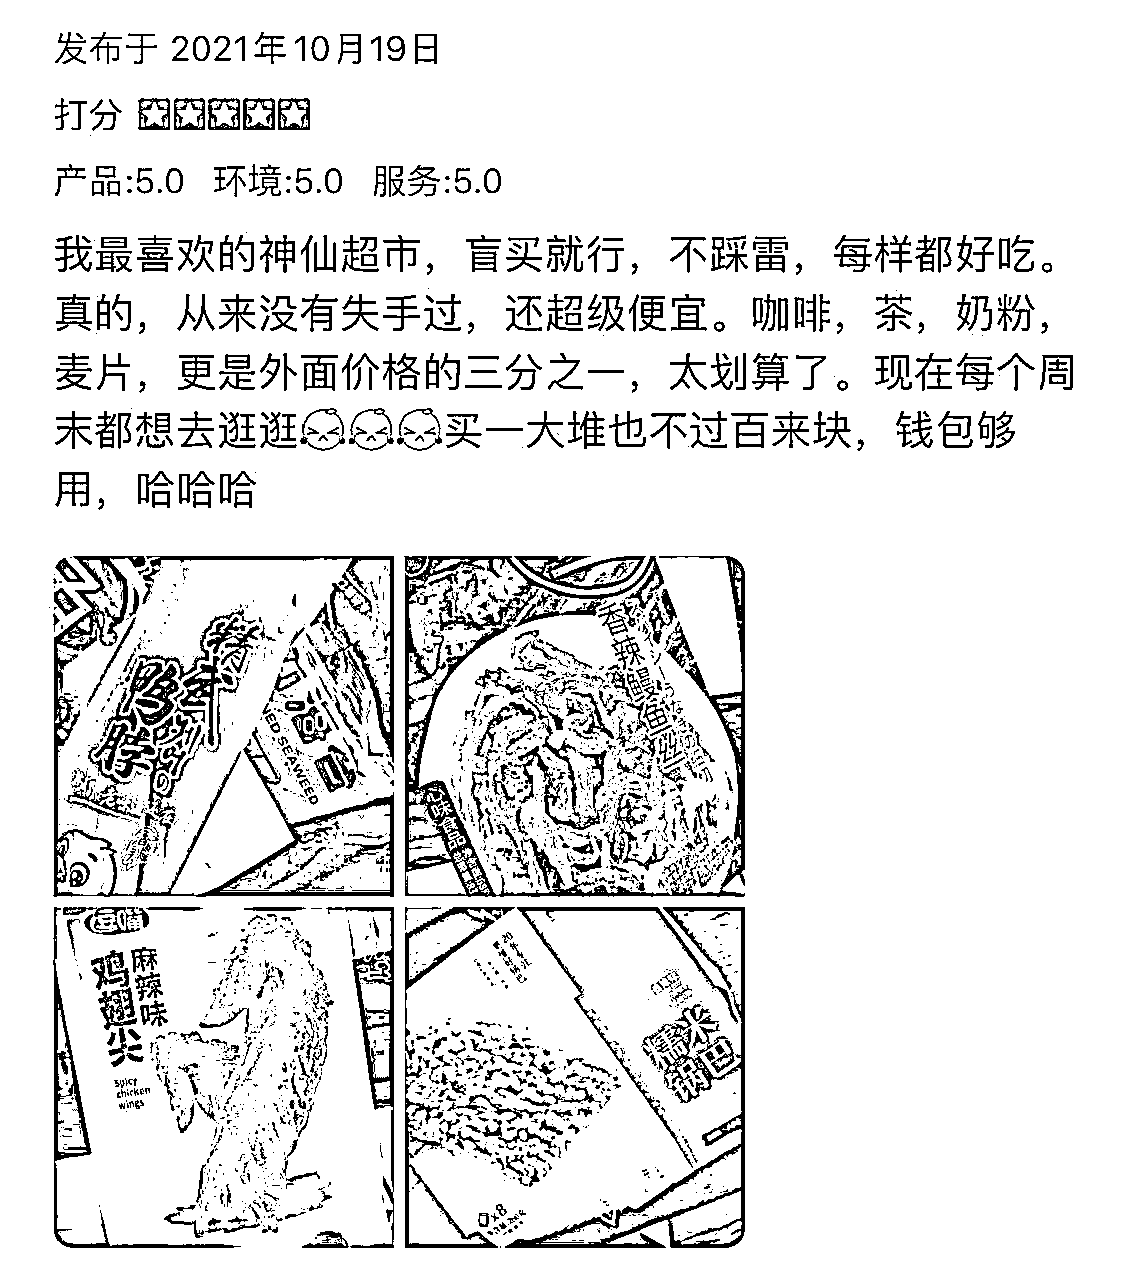 发布于 2021年10月19日
打分
产品:5.0 环境:5.0 服务:5.0
我最喜欢的神仙超市，盲买就行，不踩雷，每样都好吃。
真的，从来没有失手过，还超级便宜。咖啡，茶，奶粉，
麦片，更是外面价格的三分之一，太划算了。现在每个周
末都想去逛逛买一大堆也不过百来块，钱包够
用，哈哈哈
SEAWEED
香辣鳗鱼
逗嘴
麻辣味
鸡翅尖
spicy
chicken
wings
糯米
锅巴
x8